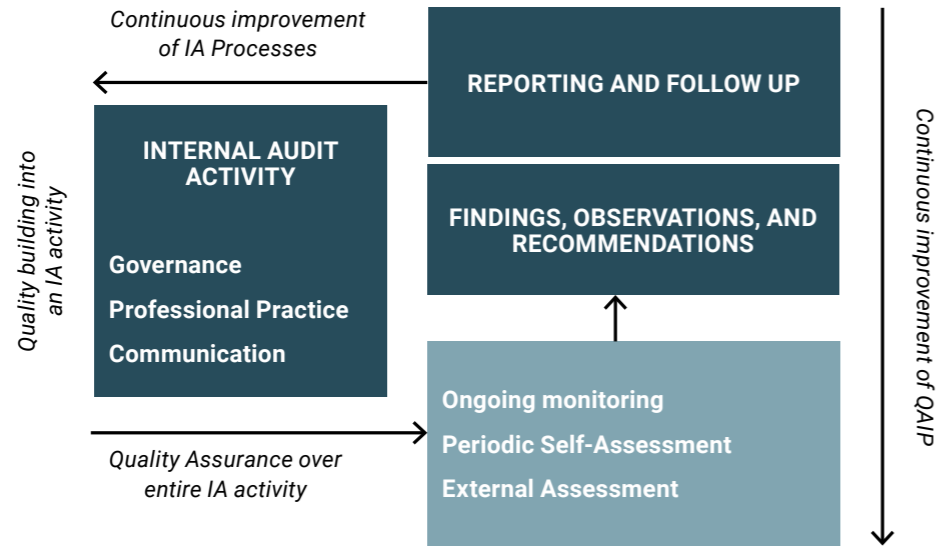 Continuous improvement
of IA Processes
REPORTING AND FOLLOW UP
INTERNAL AUDIT
ACTIVITY
Governance
Professional Practice
Communication
FINDINGS, OBSERVATIONS, AND
RECOMMENDATIONS
Quality building into
an IA activity
Ongoing monitoring
Periodic Self-Assessment
External Assessment
Quality Assurance over
entire IA activity
Continuous improvement of QAIP